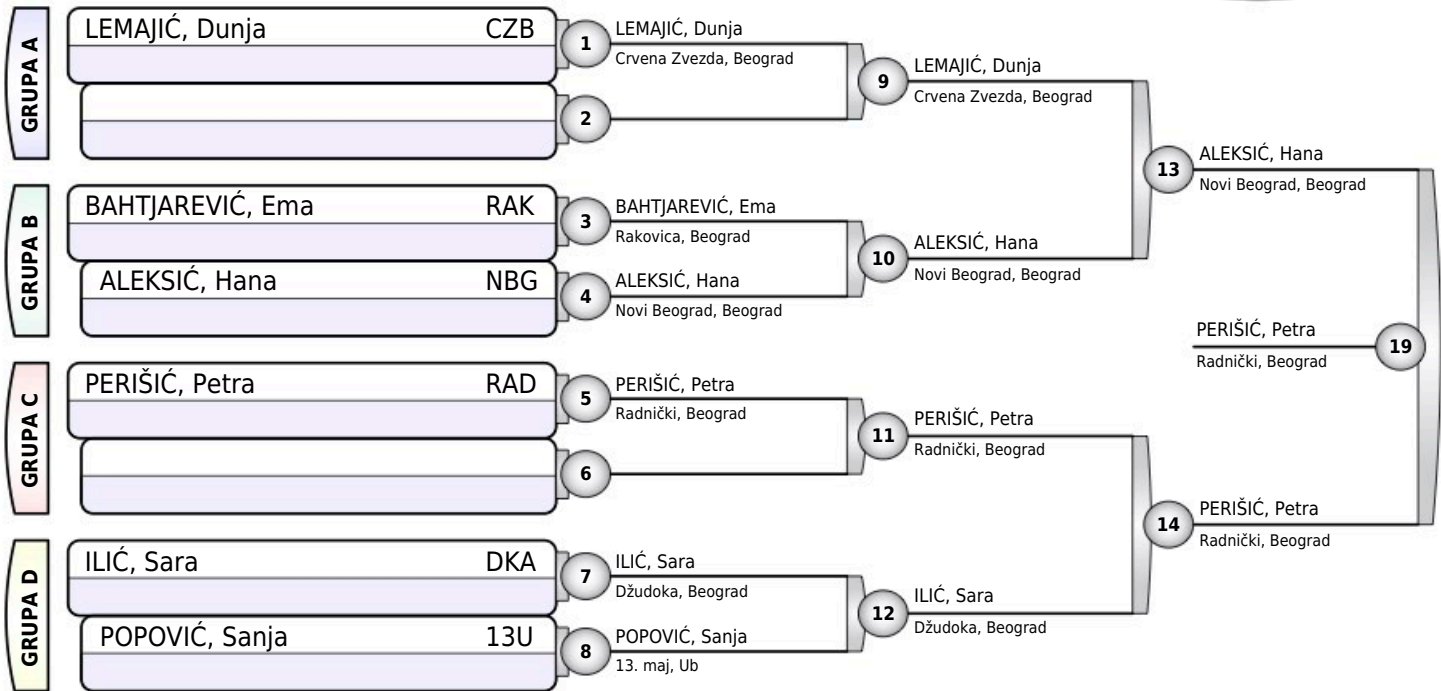 GRUPA A
LEMAJIĆ, Dunja CZB
1
LEMAJIĆ, Dunja
Crvena Zvezda, Beograd
2
9
LEMAJIĆ, Dunja
Crvena Zvezda, Beograd
13
ALEKSIĆ, Hana
Novi Beograd, Beograd
GRUPA B
BAHTJAREVIĆ, Ema RAK
3
BAHTJAREVIĆ, Ema
Rakovica, Beograd
ALEKSIĆ, Hana NBG
4
ALEKSIĆ, Hana
Novi Beograd, Beograd
10
ALEKSIĆ, Hana
Novi Beograd, Beograd
PERIŠIĆ, Petra
Radnički, Beograd
19
GRUPA C
PERIŠIĆ, Petra RAD
5
PERIŠIĆ, Petra
Radnički, Beograd
6
11
PERIŠIĆ, Petra
Radnički, Beograd
14
PERIŠIĆ, Petra
Radnički, Beograd
GRUPA D
ILIĆ, Sara DKA
7
ILIĆ, Sara
Džudoka, Beograd
POPOVIĆ, Sanja 13U
8
POPOVIĆ, Sanja
13. maj, Ub
12
ILIĆ, Sara
Džudoka, Beograd